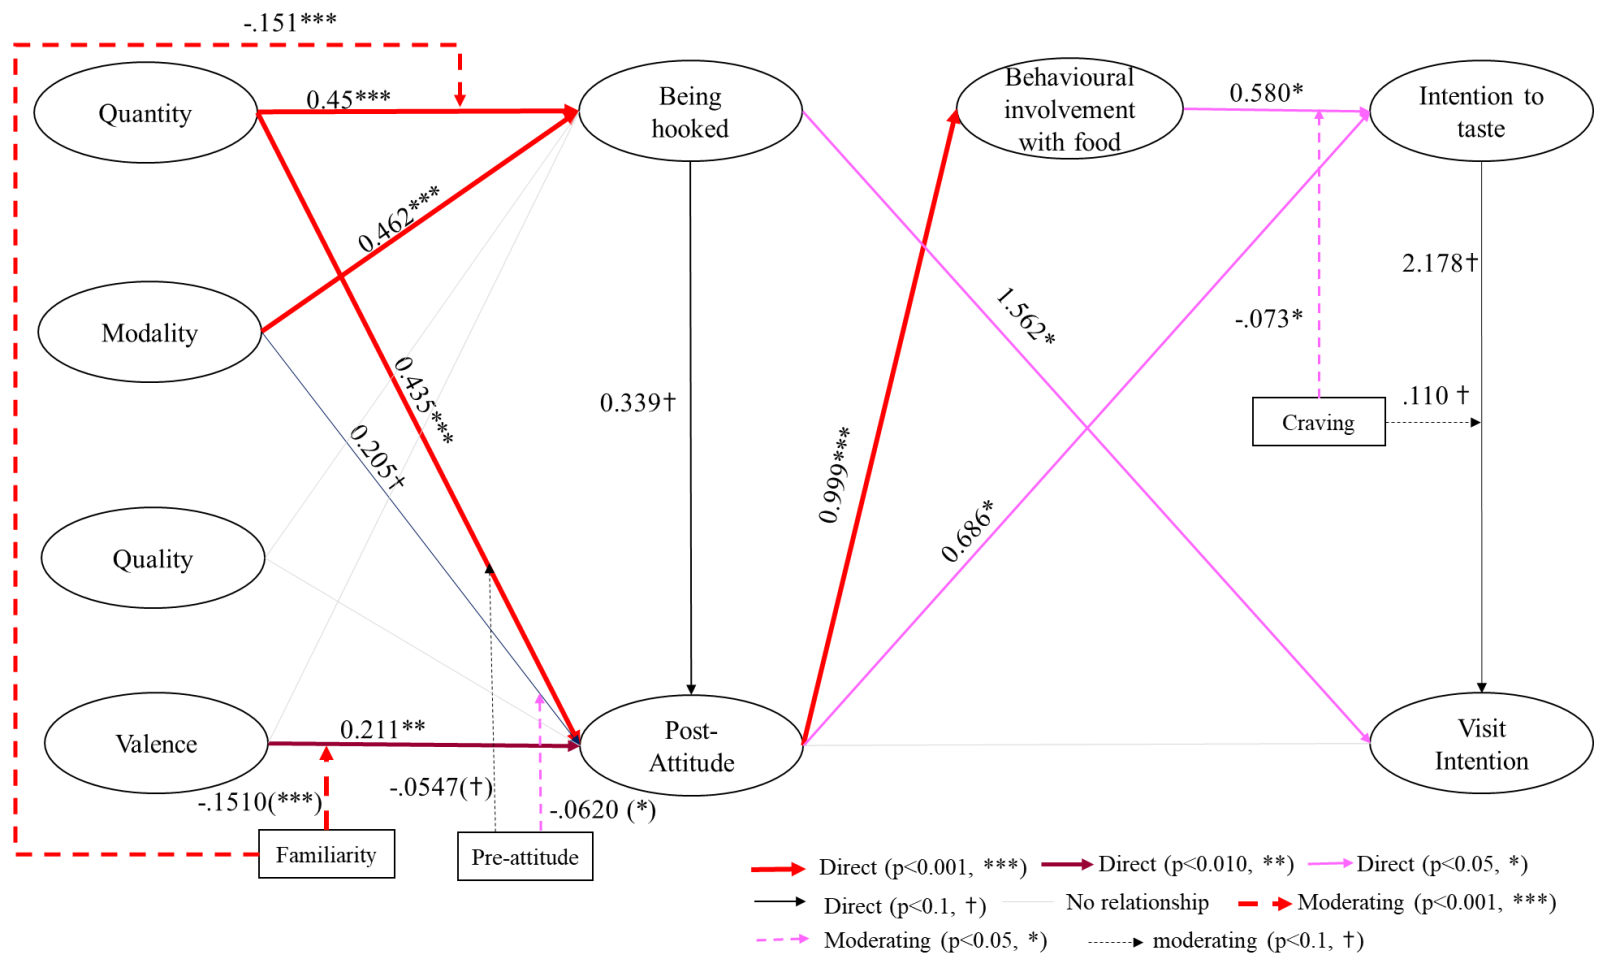 -.151***
Quantity
0.45***
Being
hooked
Behavioural
involvement
with food
0.580*
Intention to
taste
0.462***
Modality
0.435***
0.205†
0.339†
1.562*
2.178†
-.073*
.110 †
Craving
0.999***
0.686*
Quality
Valence
0.211**
Post-
Attitude
Visit
Intention
-.1510(***)
-.0547(†)
-.0620 (*)
Familiarity
Pre-attitude
Direct (p<0.001, ***)
Direct (p<0.010, **)
Direct (p<0.05, *)
Direct (p<0.1, †)
No relationship
Moderating (p<0.001, ***)
Moderating (p<0.05, *)
moderating (p<0.1, †)